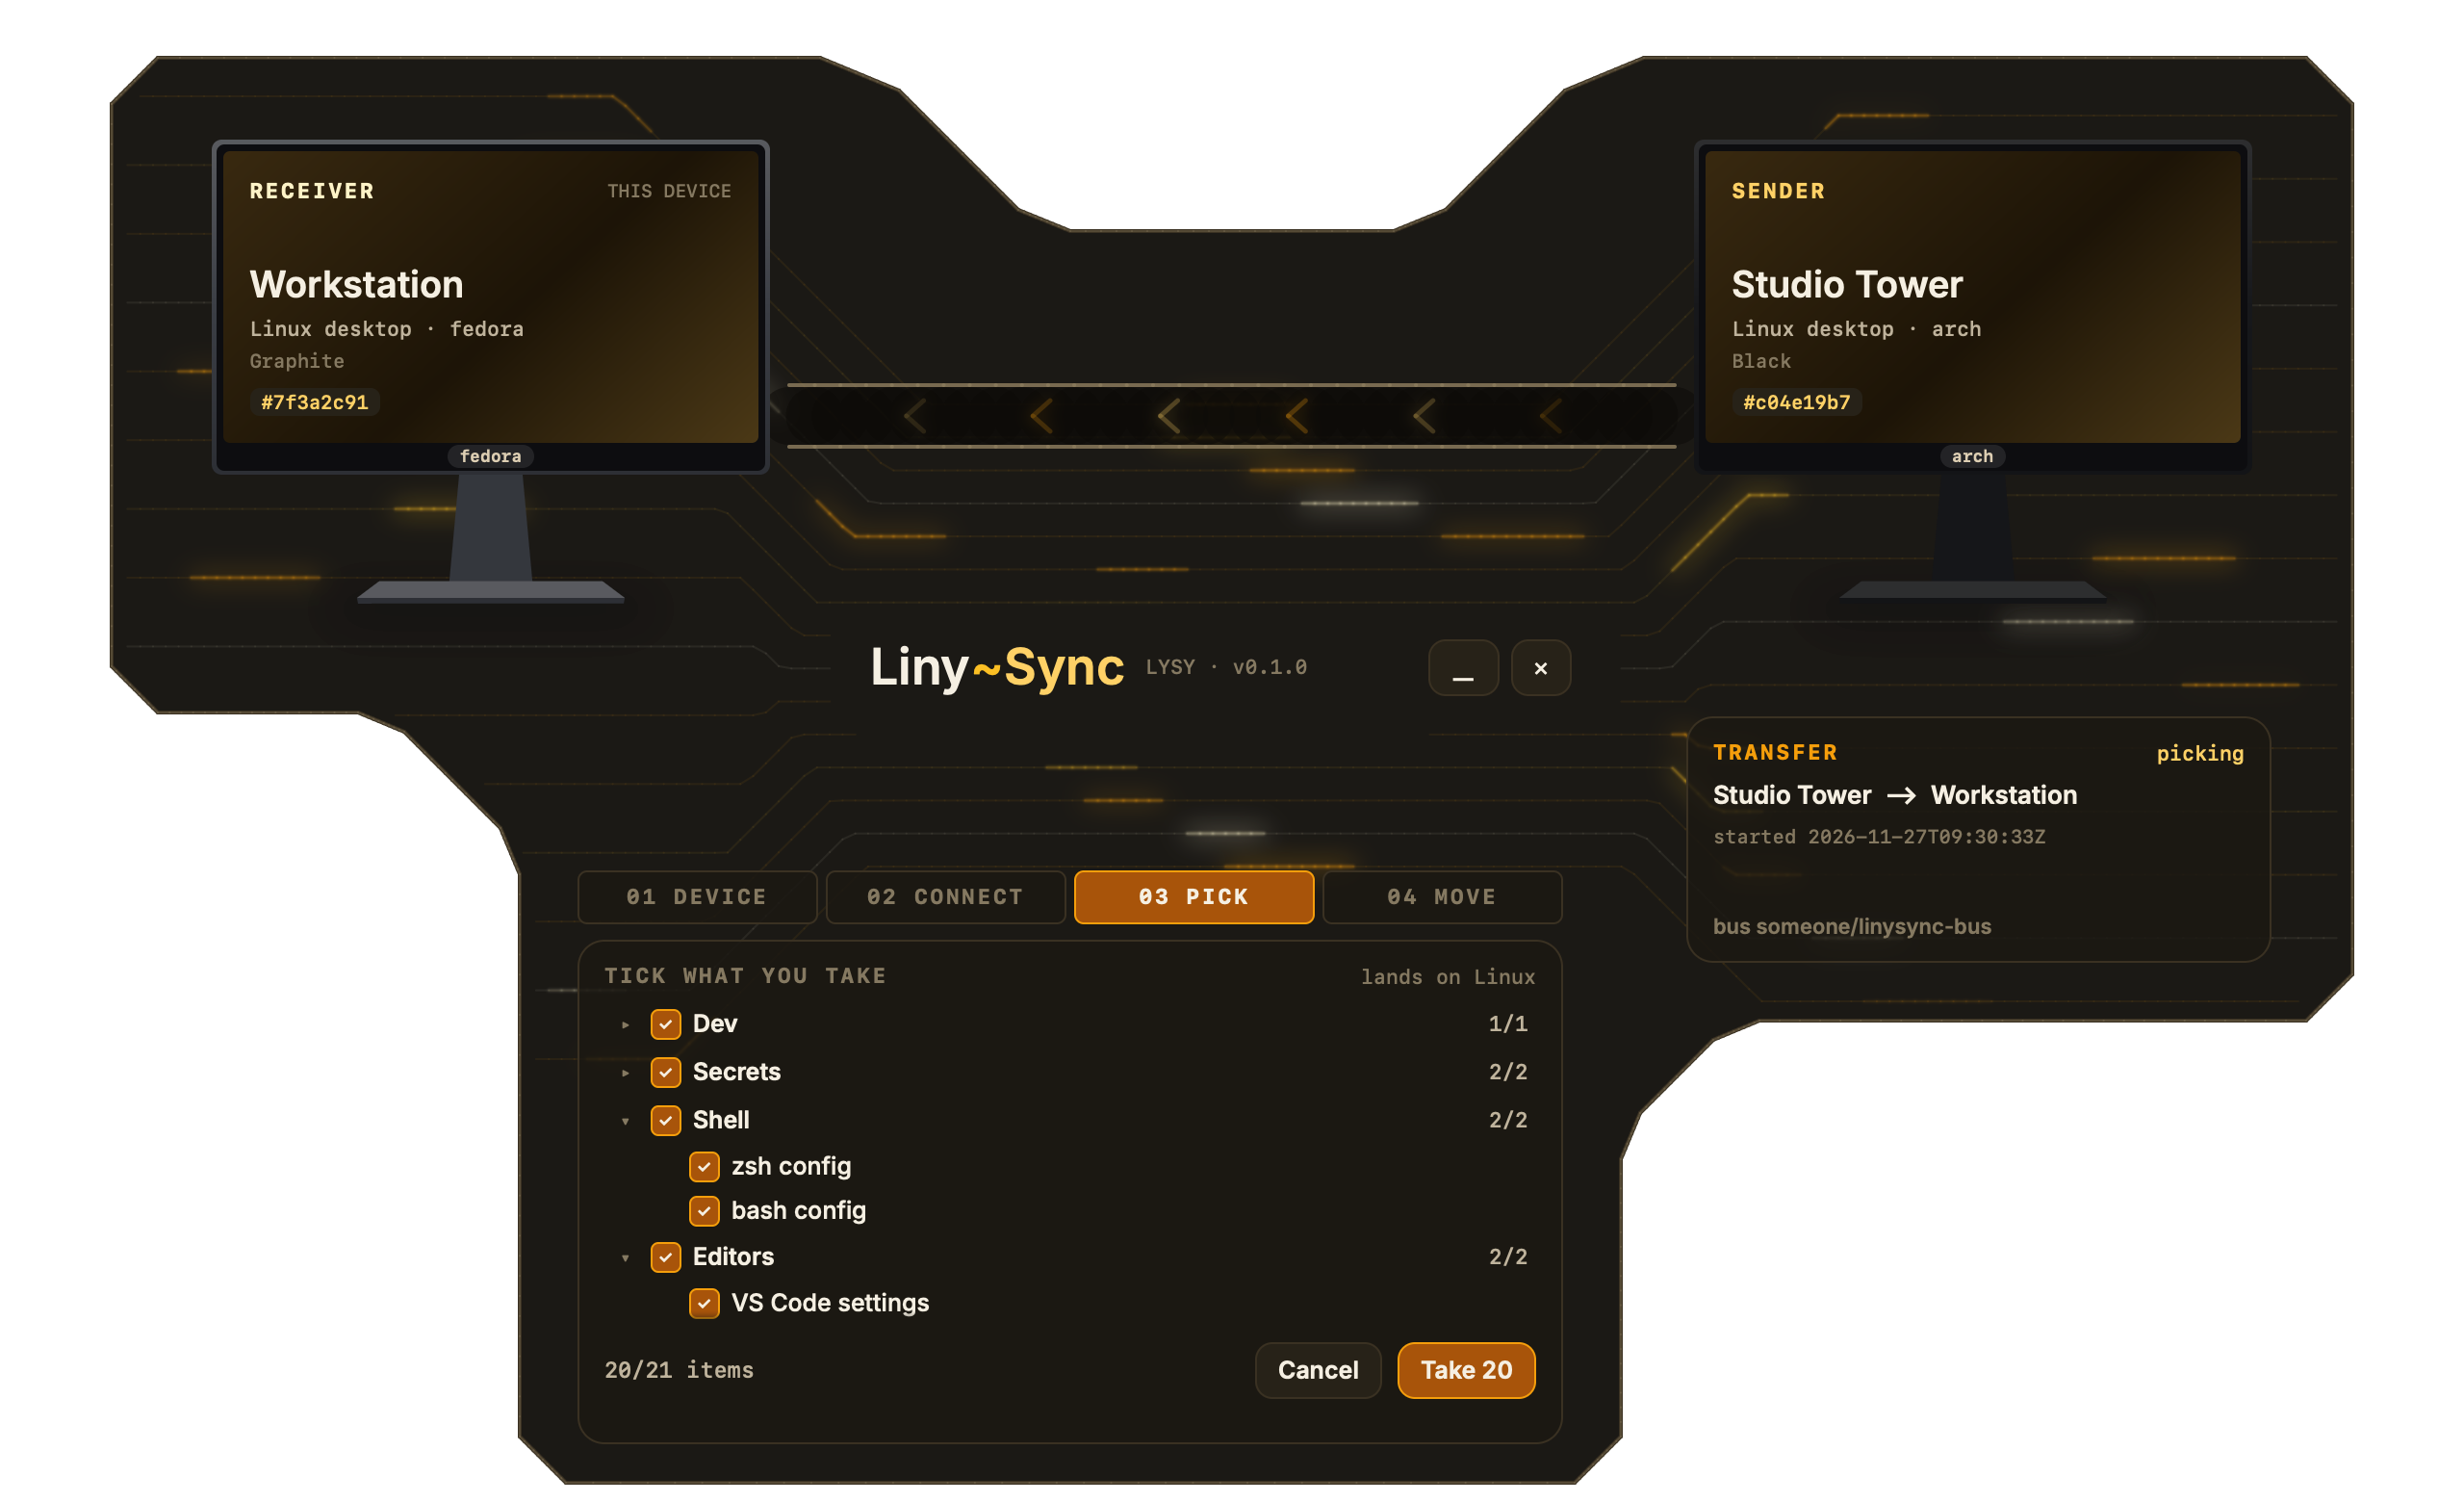 RECEIVER THIS DEVICE
Workstation
Linux desktop · fedora
Graphite
#7f3a2c91
fedora
SENDER
Studio Tower
Linux desktop · arch
Black
#c04e19b7
arch
Liny~Sync LYSY · v0.1.0 _ ×
TRANSFER picking
Studio Tower → Workstation
started 2026-11-27T09:30:33Z
bus someone/linysync-bus
01 DEVICE 02 CONNECT 03 PICK 04 MOVE
TICK WHAT YOU TAKE lands on Linux
Dev 1/1
Secrets 2/2
Shell 2/2
zsh config
bash config
Editors 2/2
VS Code settings
20/21 items Cancel Take 20